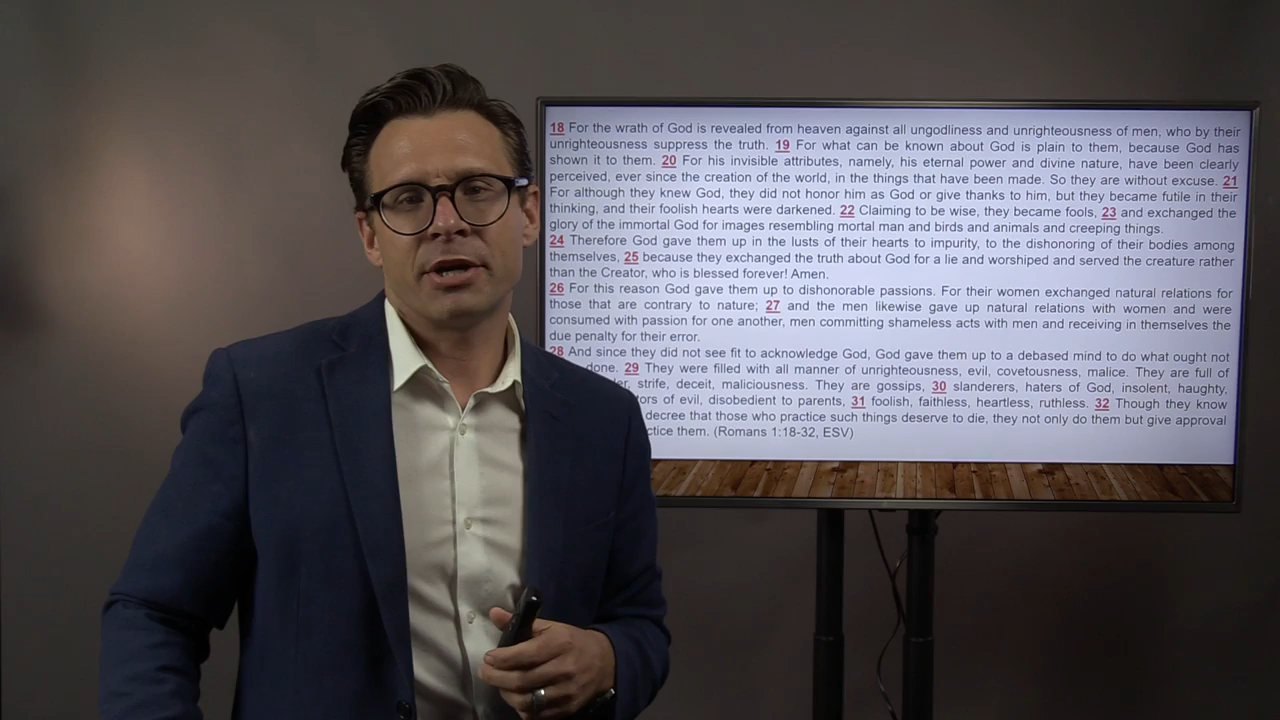 18 For the wrath of God is revealed from heaven against all ungodliness and unrighteousness of men, who by their
unrighteousness suppress the truth. 19 For what can be known about God is plain to them, because God has
shown it to them. 20 For his invisible attributes, namely, his eternal power and divine nature, have been clearly
perceived, ever since the creation of the world, in the things that have been made. So they are without excuse. 21
For although they knew God, they did not honor him as God or give thanks to him, but they became futile in their
thinking, and their foolish hearts were darkened. 22 Claiming to be wise, they became fools, 23 and exchanged the
glory of the immortal God for images resembling mortal man and birds and animals and creeping things.
24 Therefore God gave them up in the lusts of their hearts to impurity, to the dishonoring of their bodies among
themselves, 25 because they exchanged the truth about God for a lie and worshiped and served the creature rather
than the Creator, who is blessed forever! Amen.
26 For this reason God gave them up to dishonorable passions. For their women exchanged natural relations for
those that are contrary to nature; 27 and the men likewise gave up natural relations with women and were
consumed with passion for one another, men committing shameless acts with men and receiving in themselves the
due penalty for their error.
28 And since they did not see fit to acknowledge God, God gave them up to a debased mind to do what ought not
done. 29 They were filled with all manner of unrighteousness, evil, covetousness, malice. They are full of
strife, deceit, maliciousness. They are gossips, 30 slanderers, haters of God, insolent, haughty,
of evil, disobedient to parents, 31 foolish, faithless, heartless, ruthless. 32 Though they know
decree that those who practice such things deserve to die, they not only do them but give approval
them. (Romans 1:18-32, ESV)